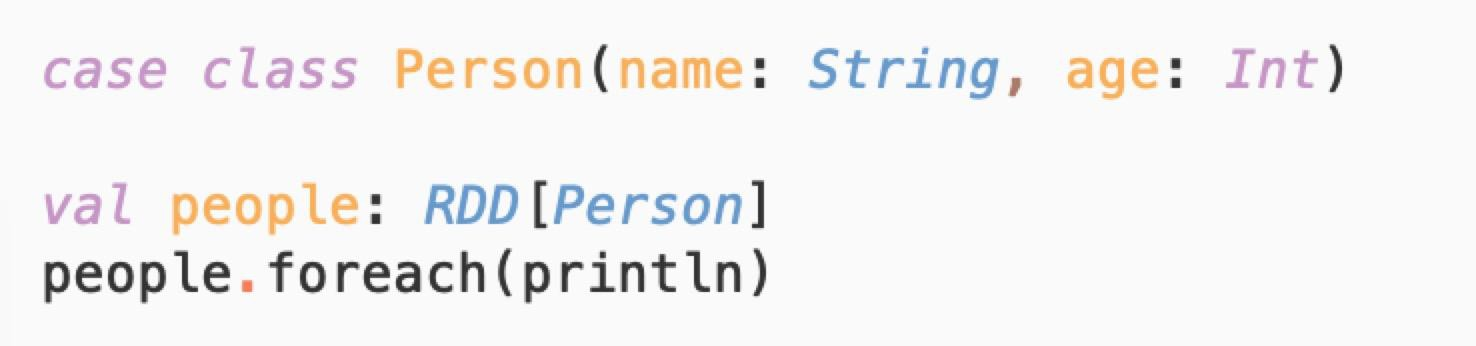 case class Person(name: String, age: Int)
val people: RDD[Person]
people.foreach(println)